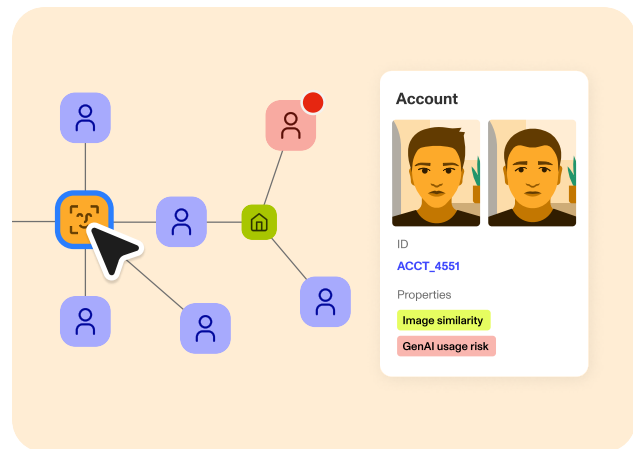 Account
ID
ACCT_4551
Properties
Image similarity
GenAI usage risk